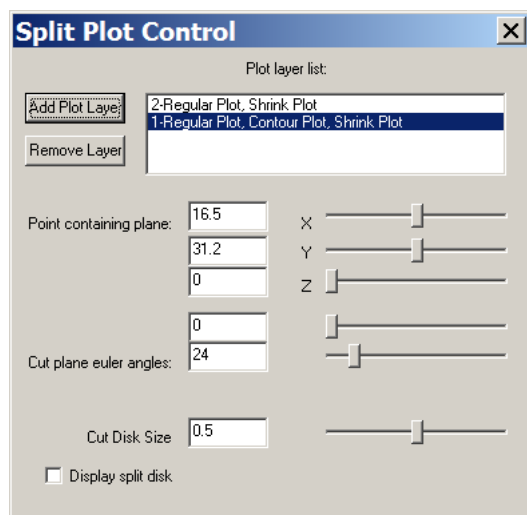 Split Plot Control
Plot layer list:
Add Plot Laye
2-Regular Plot, Shrink Plot
1-Regular Plot, Contour Plot, Shrink Plot
Remove Layer
Point containing plane:
16.5
X
31.2
Y
0
Z
0
Cut plane euler angles:
24
Cut Disk Size
0.5
Display split disk